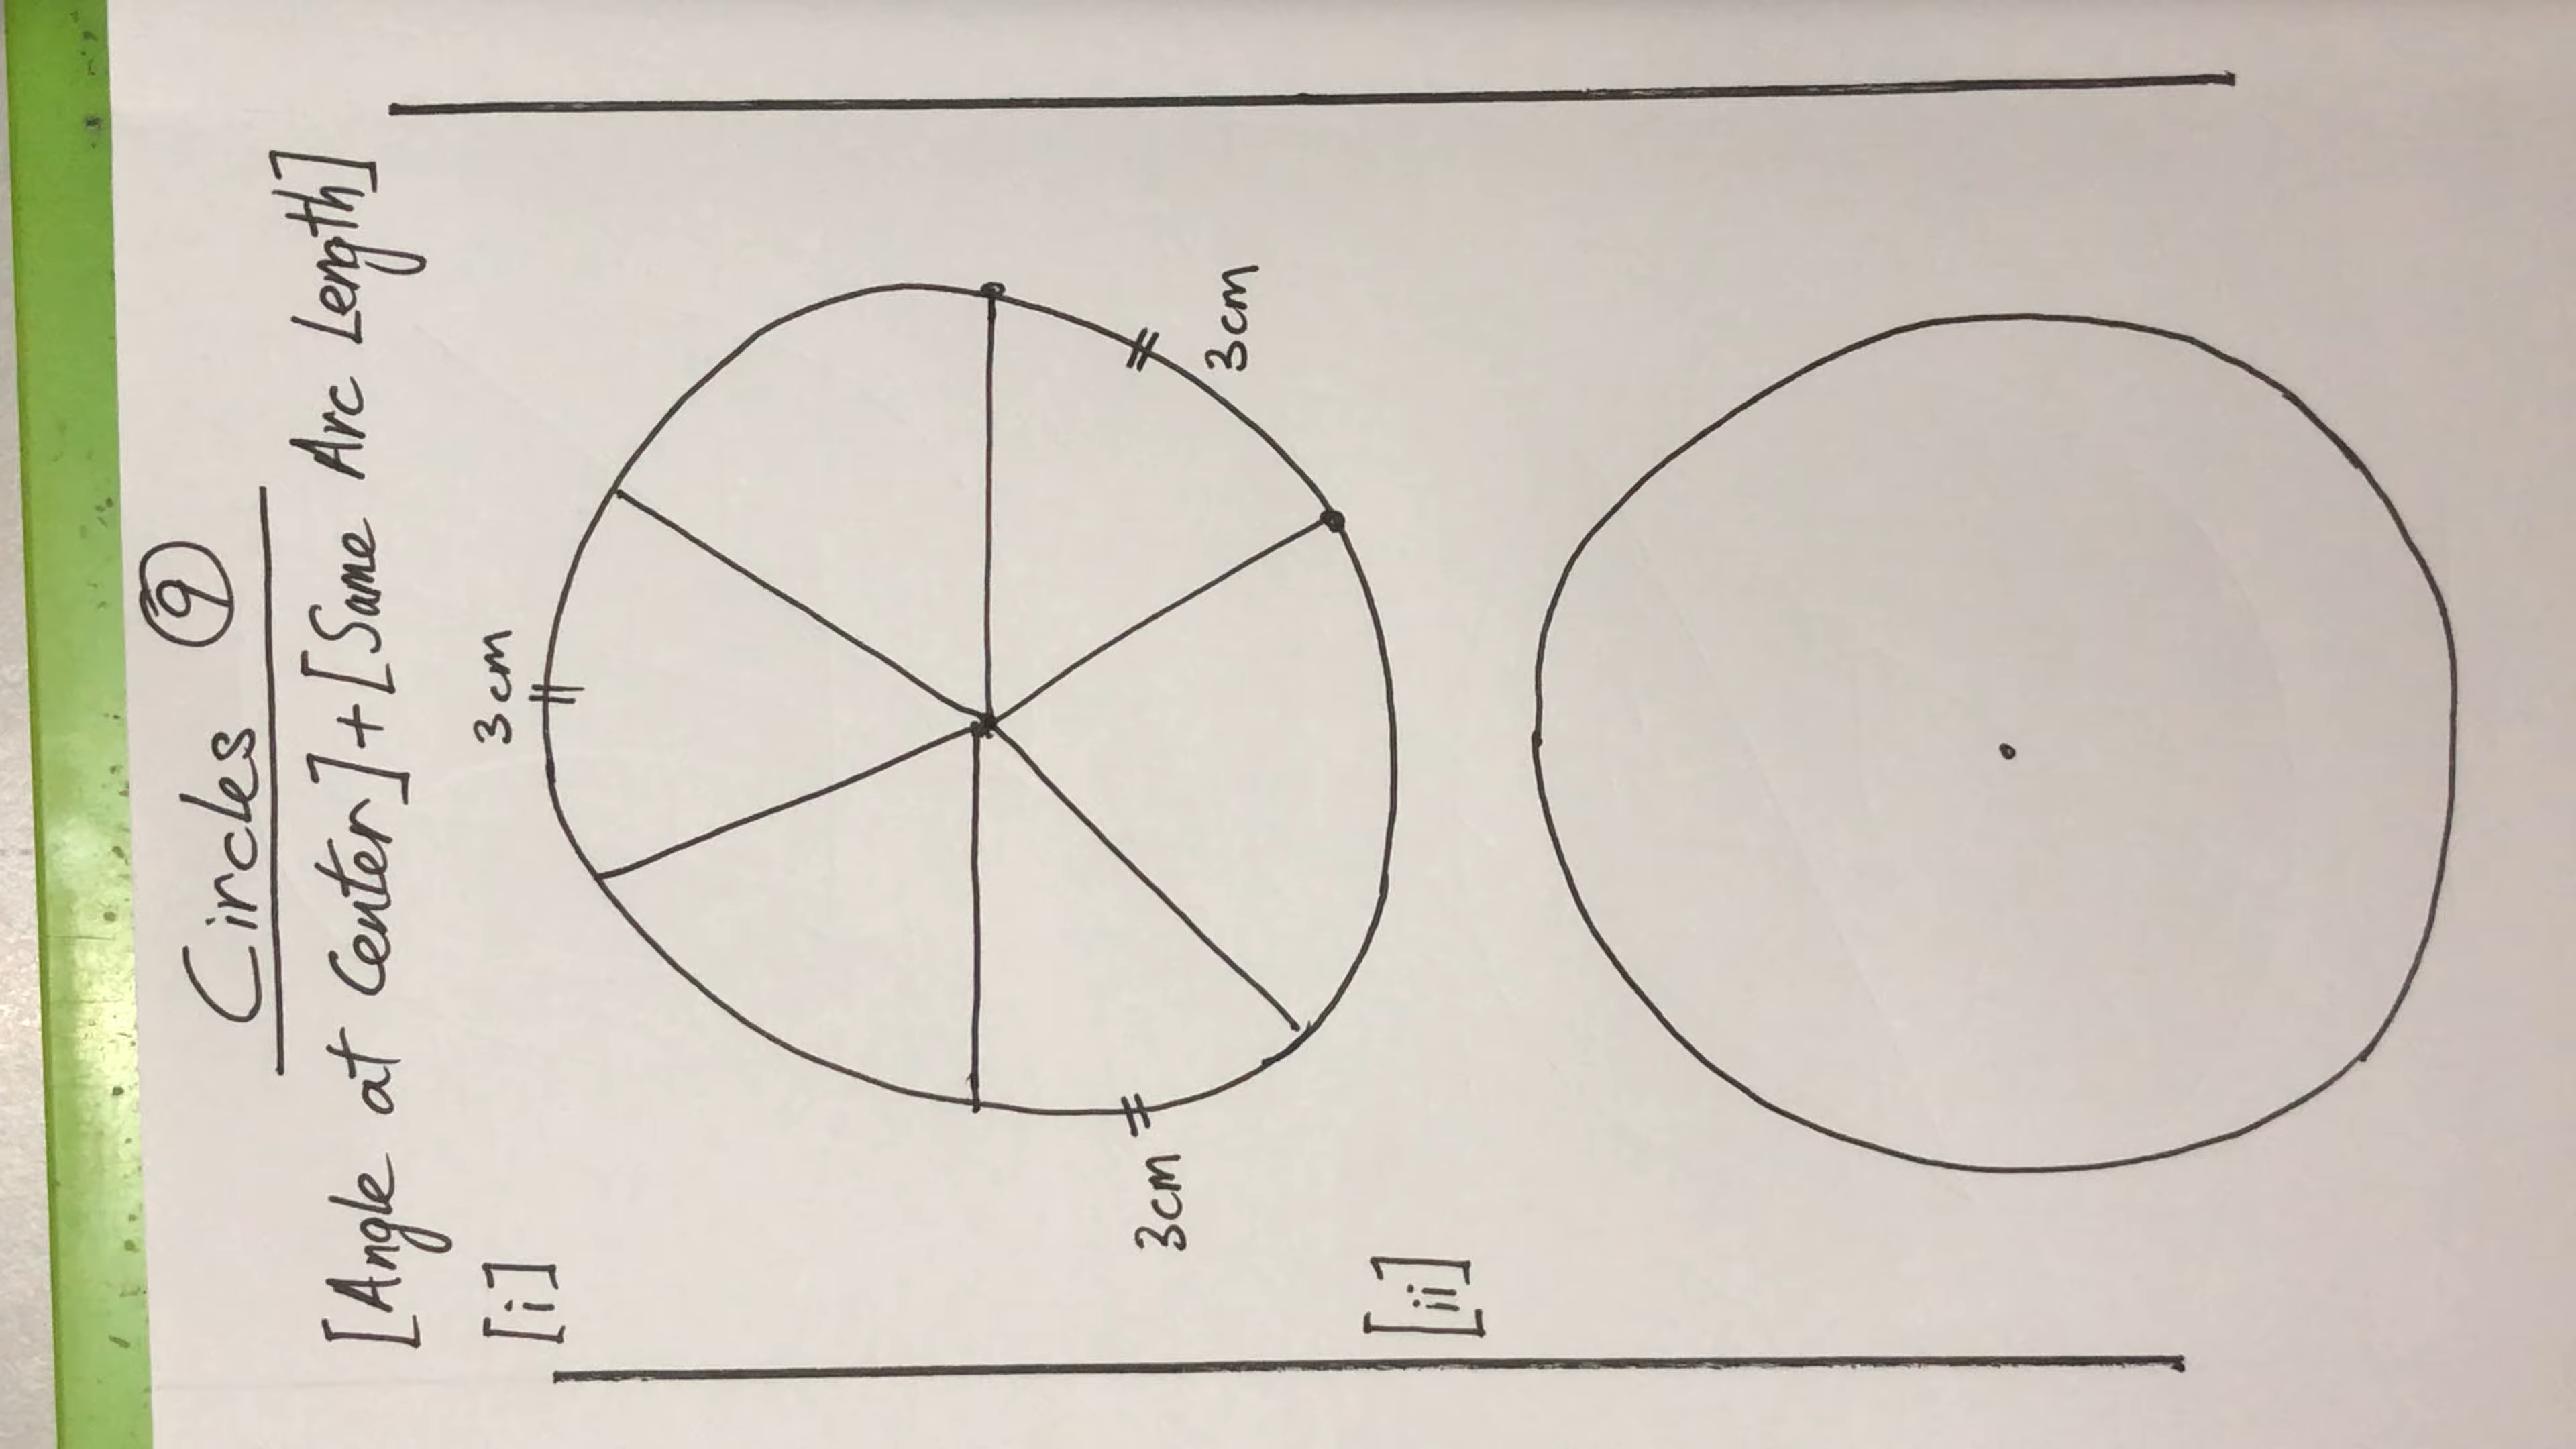 Circles 9
[Angle at Center]+[Same Arc Length]
[i]
3cm
3cm
3cm
[ii]